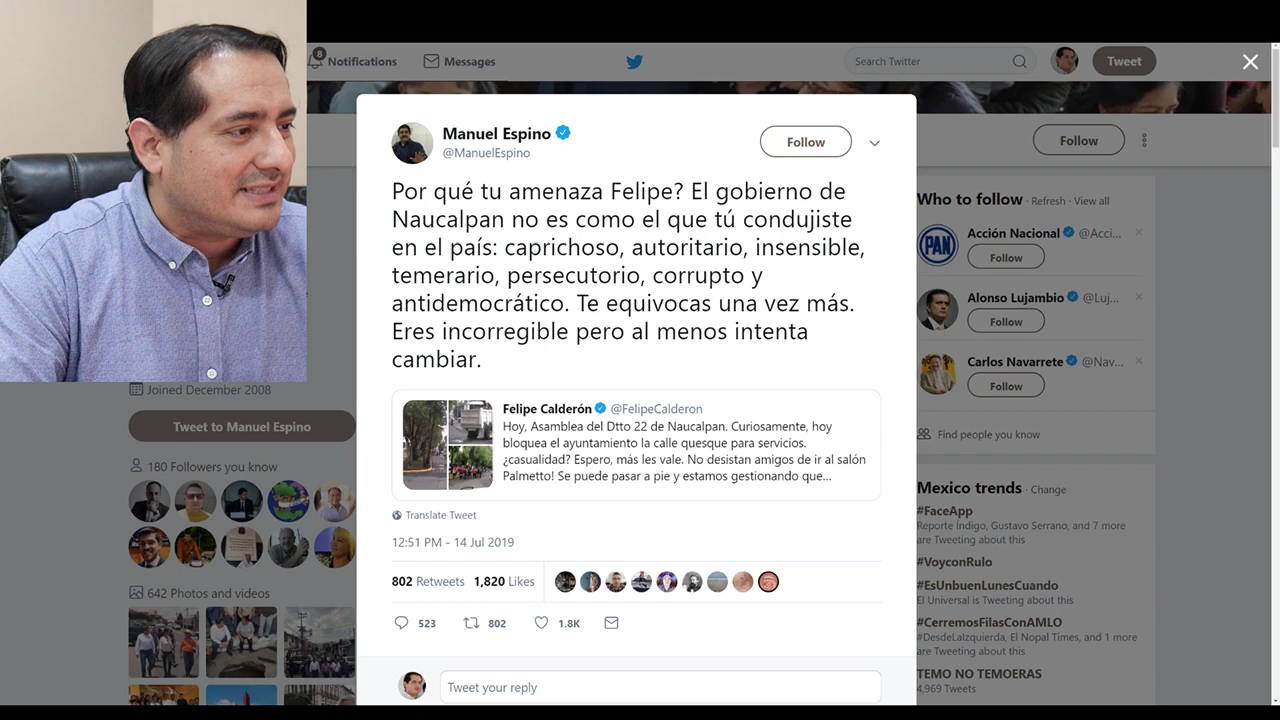 8
Notifications
Messages
Search Twitter
Tweet
Manuel Espino
@ManuelEspino
Follow
Por qué tu amenaza Felipe? El gobierno de
Naucalpan no es como el que tú condujiste
en el país: caprichoso, autoritario, insensible,
temerario, persecutorio, corrupto y
antidemocrático. Te equivocas una vez más.
Eres incorregible pero al menos intenta
cambiar.
Felipe Calderón @FelipeCalderon
Hoy, Asamblea del Dtto 22 de Naucalpan. Curiosamente, hoy
bloquea el ayuntamiento la calle quesque para servicios.
¿casualidad? Espero, más les vale. No desistan amigos de ir al salón
Palmetto! Se puede pasar a pie y estamos gestionando que...
Translate Tweet
12:51 PM - 14 Jul 2019
802 Retweets 1,820 Likes
523 802 1.8K
Tweet your reply
Joined December 2008
Tweet to Manuel Espino
180 Followers you know
642 Photos and videos
Follow
Who to follow · Refresh · View all
PAN
Acción Nacional @Acci...
Follow
Alonso Lujambio @Luj...
Follow
Carlos Navarrete @Nav...
Follow
Find people you know
Mexico trends · Change
#FaceApp
Reporte Índigo, Gustavo Serrano, and 7 more
are Tweeting about this
#VoyconRulo
#EsUnbuenLunesCuando
El Universal is Tweeting about this
#CerremosFilasConAMLO
#DesdeLaIzquierda, El Nopal Times, and 1 more
are Tweeting about this
TEMO NO TEMOERAS
4,969 Tweets